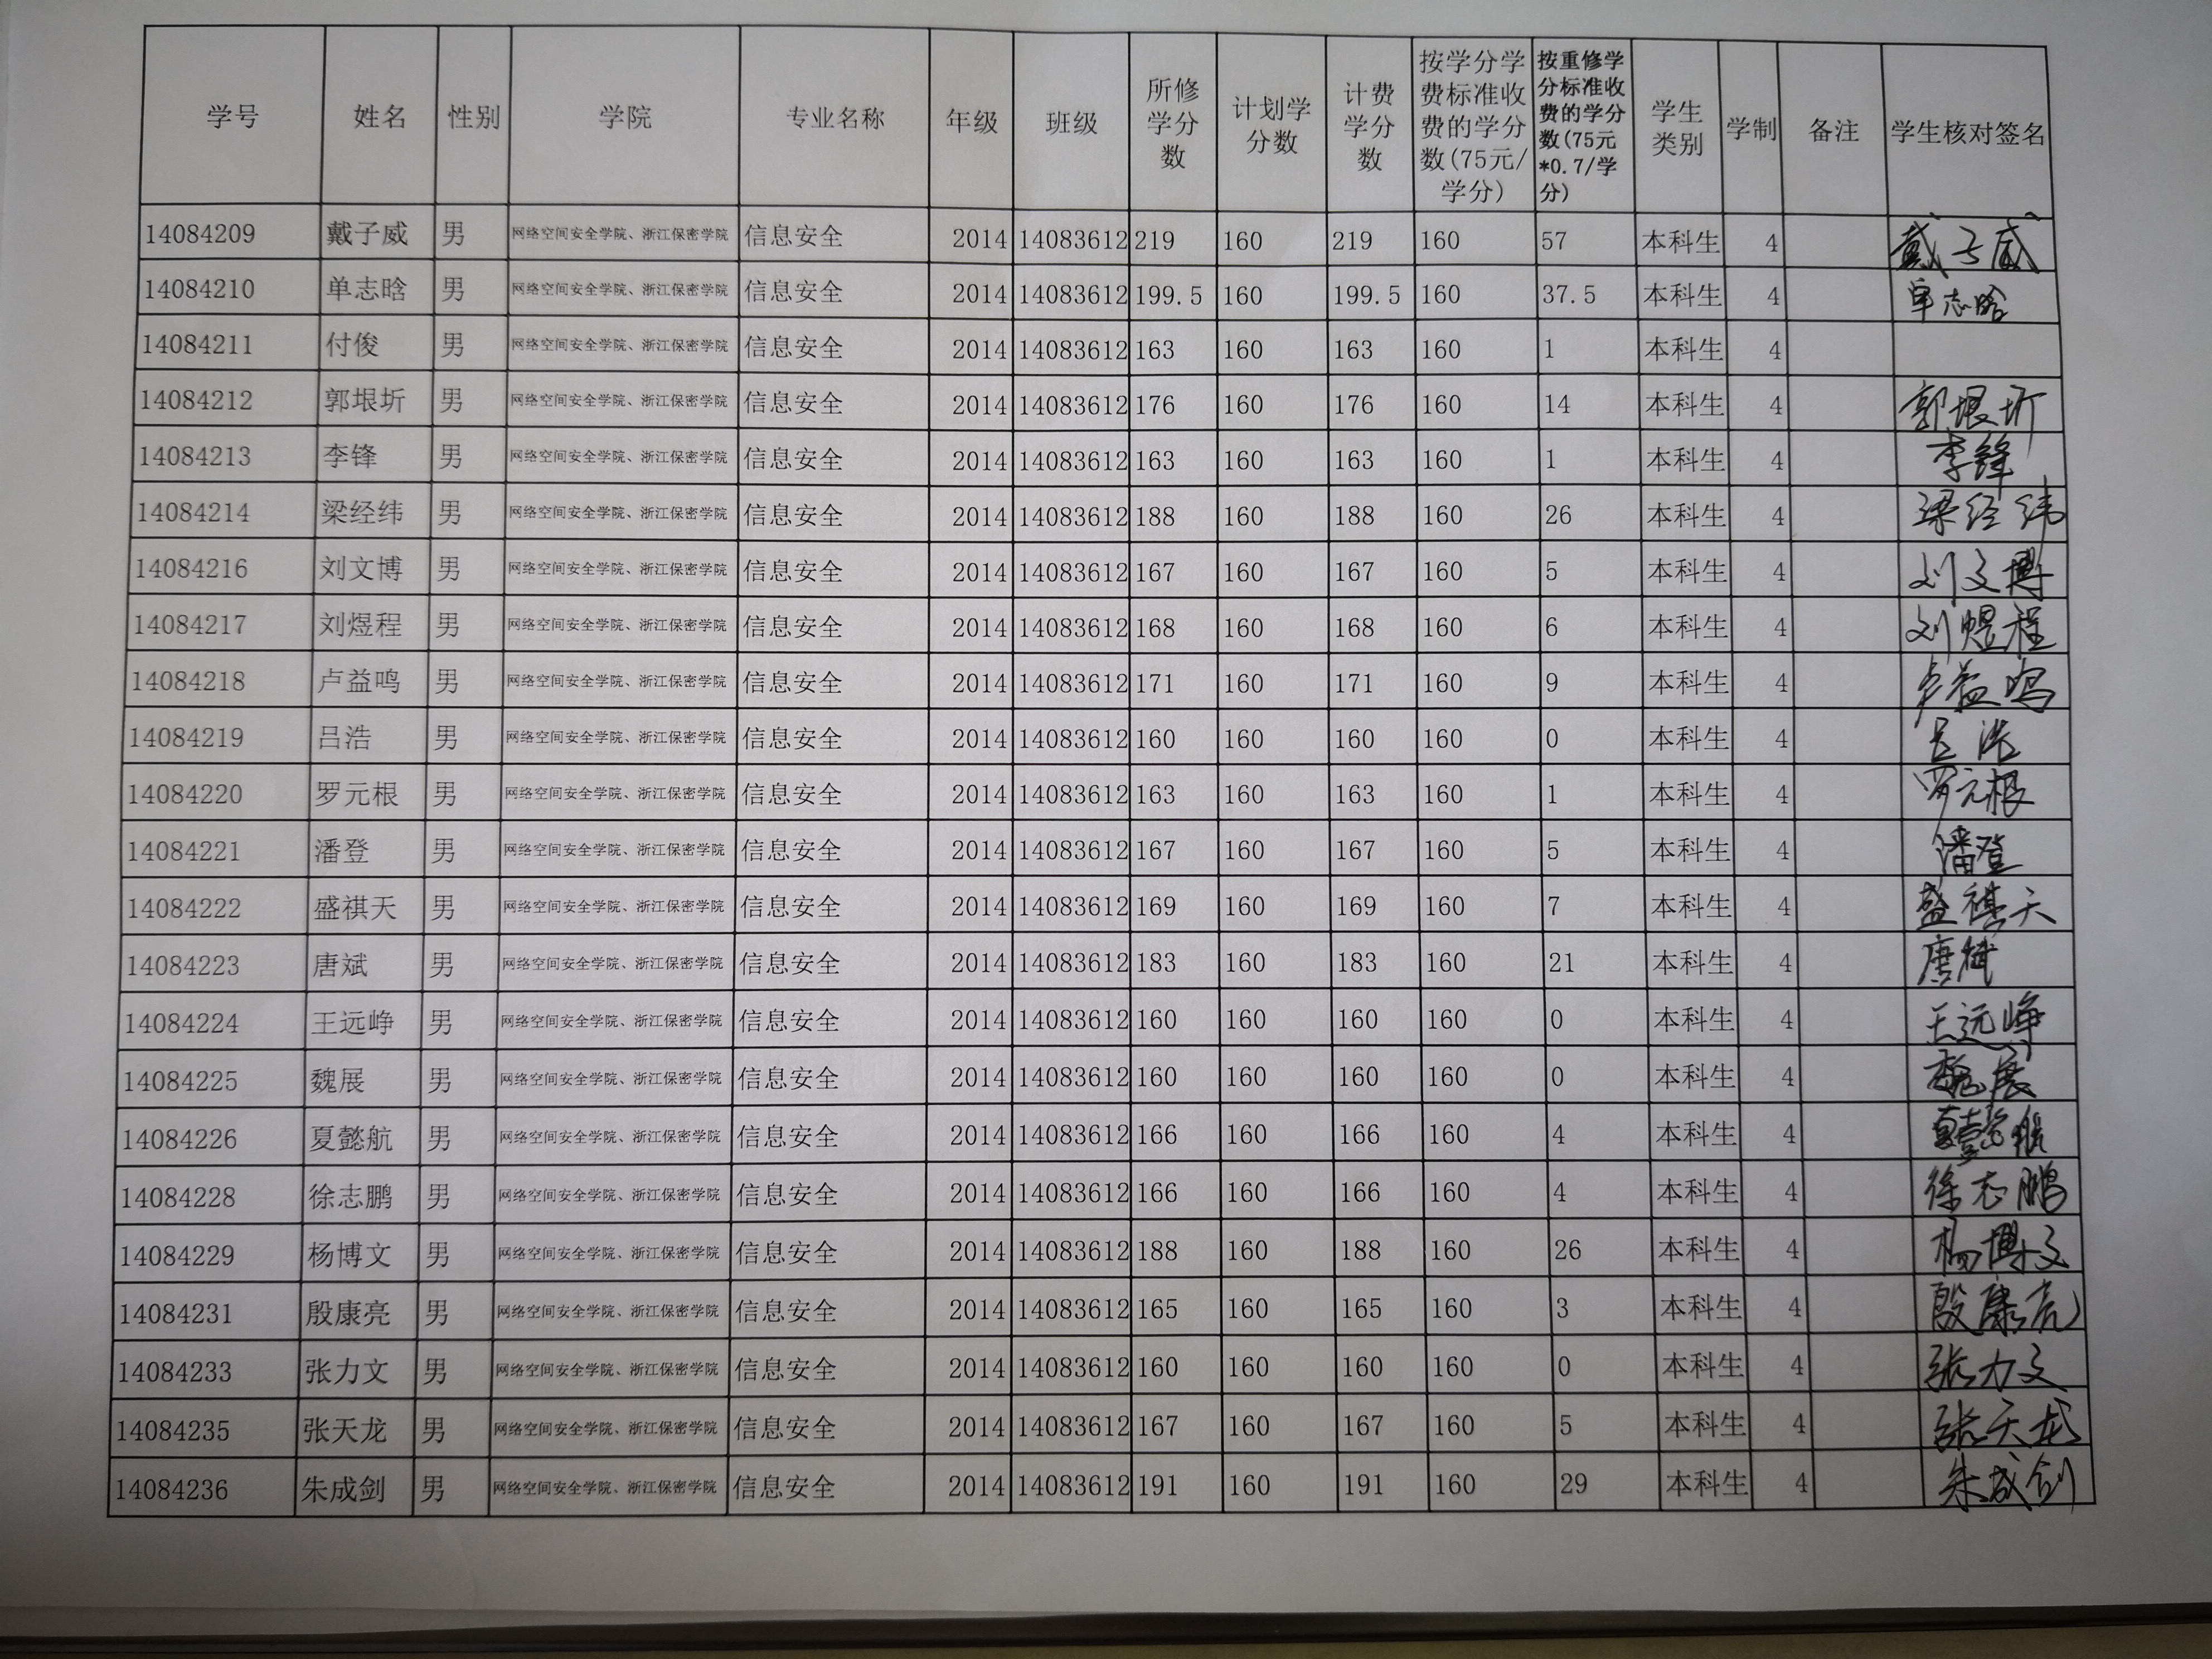 学号 姓名 性别 学院 专业名称 年级 班级 所修学分数 计划学分数 计费学分数 按学分学费标准收费的学分数(75元/学分) 按重修学分标准收费的学分数(75元*0.7/学分) 学生类别 学制 备注 学生核对签名
14084209 戴子威 男 网络空间安全学院、浙江保密学院 信息安全 2014 14083612 219 160 219 160 57 本科生 4 戴子威
14084210 单志晗 男 网络空间安全学院、浙江保密学院 信息安全 2014 14083612 199.5 160 199.5 160 37.5 本科生 4 单志晗
14084211 付俊 男 网络空间安全学院、浙江保密学院 信息安全 2014 14083612 163 160 163 160 1 本科生 4
14084212 郭垠圻 男 网络空间安全学院、浙江保密学院 信息安全 2014 14083612 176 160 176 160 14 本科生 4 郭垠圻
14084213 李锋 男 网络空间安全学院、浙江保密学院 信息安全 2014 14083612 163 160 163 160 1 本科生 4 李锋
14084214 梁经纬 男 网络空间安全学院、浙江保密学院 信息安全 2014 14083612 188 160 188 160 26 本科生 4 梁经纬
14084216 刘文博 男 网络空间安全学院、浙江保密学院 信息安全 2014 14083612 167 160 167 160 5 本科生 4 刘文博
14084217 刘煜程 男 网络空间安全学院、浙江保密学院 信息安全 2014 14083612 168 160 168 160 6 本科生 4 刘煜程
14084218 卢益鸣 男 网络空间安全学院、浙江保密学院 信息安全 2014 14083612 171 160 171 160 9 本科生 4 卢益鸣
14084219 吕浩 男 网络空间安全学院、浙江保密学院 信息安全 2014 14083612 160 160 160 160 0 本科生 4 吕浩
14084220 罗元根 男 网络空间安全学院、浙江保密学院 信息安全 2014 14083612 163 160 163 160 1 本科生 4 罗元根
14084221 潘登 男 网络空间安全学院、浙江保密学院 信息安全 2014 14083612 167 160 167 160 5 本科生 4 潘登
14084222 盛祺天 男 网络空间安全学院、浙江保密学院 信息安全 2014 14083612 169 160 169 160 7 本科生 4 盛祺天
14084223 唐斌 男 网络空间安全学院、浙江保密学院 信息安全 2014 14083612 183 160 183 160 21 本科生 4 唐斌
14084224 王远峥 男 网络空间安全学院、浙江保密学院 信息安全 2014 14083612 160 160 160 160 0 本科生 4 王远峥
14084225 魏展 男 网络空间安全学院、浙江保密学院 信息安全 2014 14083612 160 160 160 160 0 本科生 4 魏展
14084226 夏懿航 男 网络空间安全学院、浙江保密学院 信息安全 2014 14083612 166 160 166 160 4 本科生 4 夏懿航
14084228 徐志鹏 男 网络空间安全学院、浙江保密学院 信息安全 2014 14083612 166 160 166 160 4 本科生 4 徐志鹏
14084229 杨博文 男 网络空间安全学院、浙江保密学院 信息安全 2014 14083612 188 160 188 160 26 本科生 4 杨博文
14084231 殷康亮 男 网络空间安全学院、浙江保密学院 信息安全 2014 14083612 165 160 165 160 3 本科生 4 殷康亮
14084233 张力文 男 网络空间安全学院、浙江保密学院 信息安全 2014 14083612 160 160 160 160 0 本科生 4 张力文
14084235 张天龙 男 网络空间安全学院、浙江保密学院 信息安全 2014 14083612 167 160 167 160 5 本科生 4 张天龙
14084236 朱成剑 男 网络空间安全学院、浙江保密学院 信息安全 2014 14083612 191 160 191 160 29 本科生 4 朱成剑